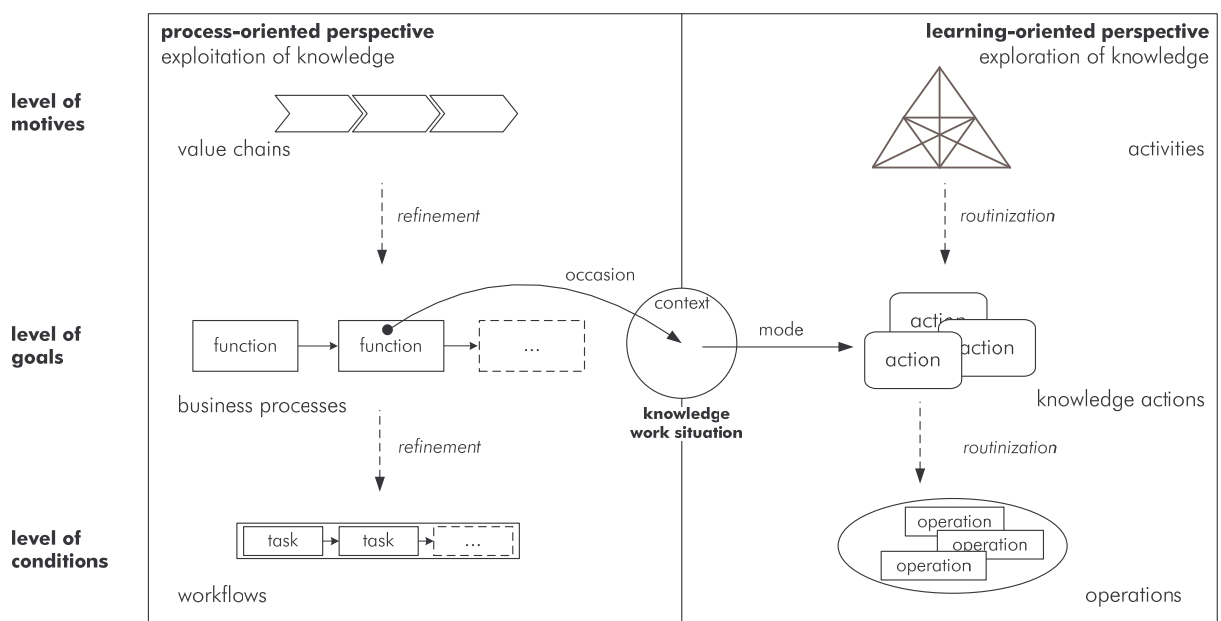 process-oriented perspective
exploitation of knowledge
learning-oriented perspective
exploration of knowledge
level of
motives
value chains
activities
refinement
routinization
occasion
context
level of
goals
function
function
...
mode
action
action
action
business processes
knowledge
work situation
knowledge actions
refinement
routinization
level of
conditions
task
task
...
operation
operation
operation
workflows
operations